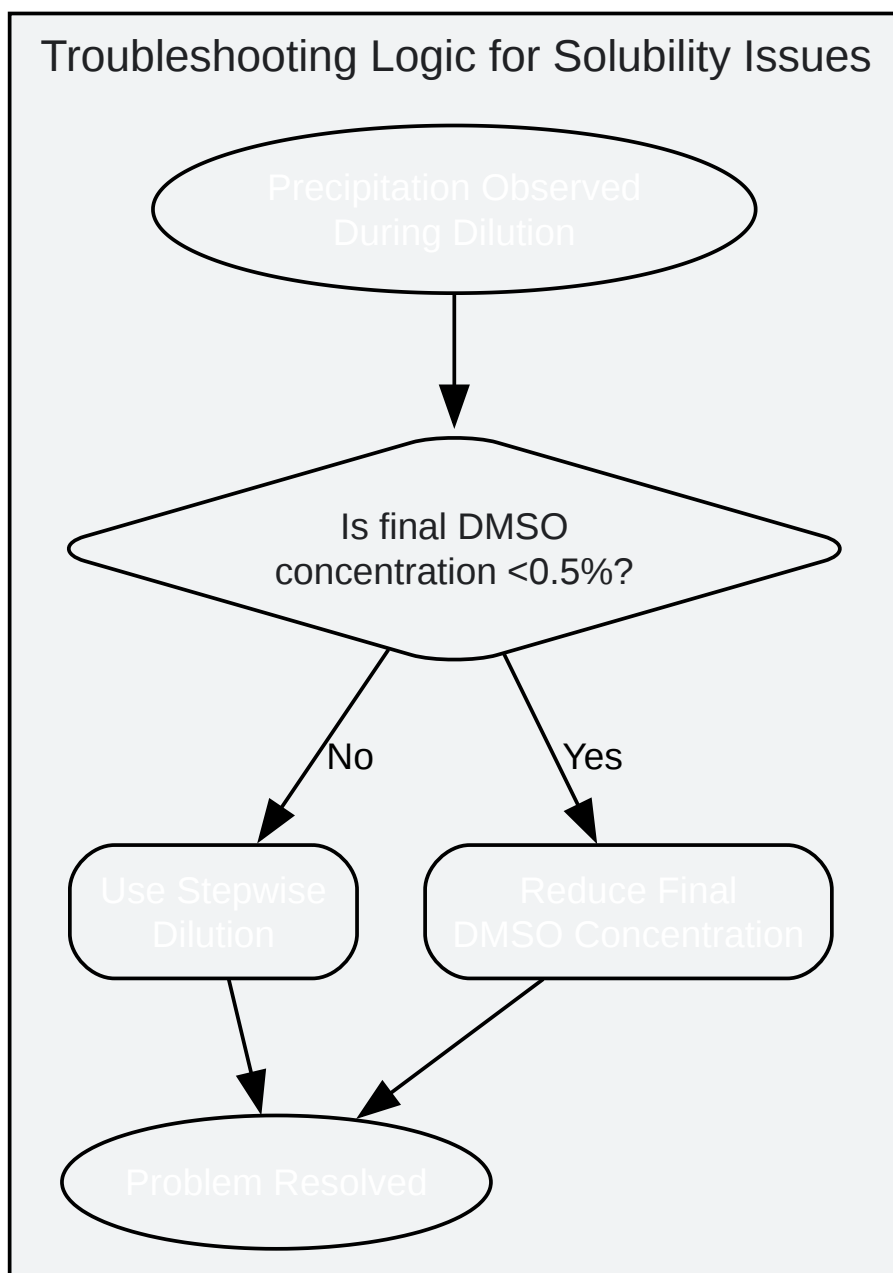 Troubleshooting Logic for Solubility Issues
Precipitation Observed
During Dilution
Is final DMSO
concentration <0.5%?
No
Yes
Use Stepwise
Dilution
Reduce Final
DMSO Concentration
Problem Resolved